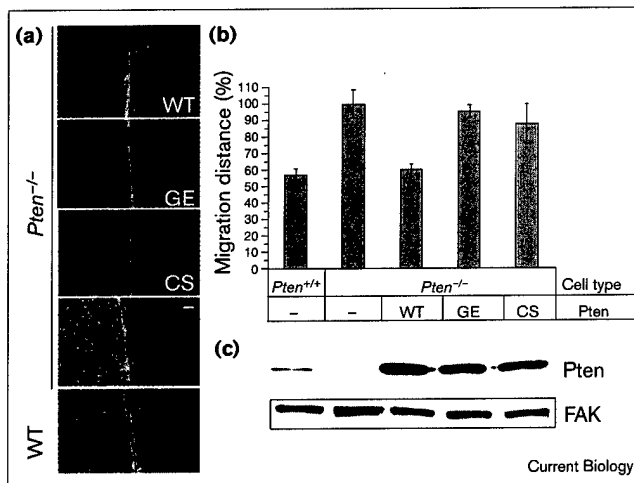 (a)
Pten-/-
WT
GE
CS
–
WT
(b)
Migration distance (%)
110
100
90
80
70
60
50
40
30
20
10
0
Pten+/+
Pten-/-
Cell type
–
–
WT
GE
CS
Pten
(c)
Pten
FAK
Current Biology